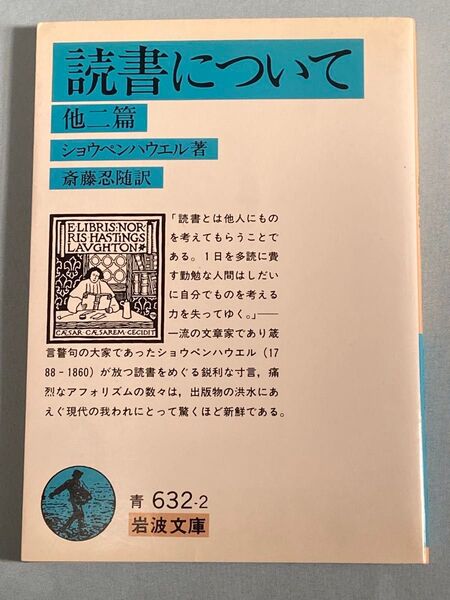 読書について
他二篇
ショウペンハウエル著
斎藤忍随訳
EX·LIBRIS:NOR-
RIS·HASTINGS
LAVGHTON
CÆSAR CÆSAREM CECIDIT
「読書とは他人にもの
を考えてもらうことで
ある。1日を多読に費
す勤勉な人間はしだい
に自分でものを考える
力を失ってゆく。」──
一流の文章家であり箴
言警句の大家であったショウペンハウエル(17
88-1860)が放つ読書をめぐる鋭利な寸言,痛
烈なアフォリズムの数々は,出版物の洪水にあ
えぐ現代の我われにとって驚くほど新鮮である。
青 632-2
岩波文庫